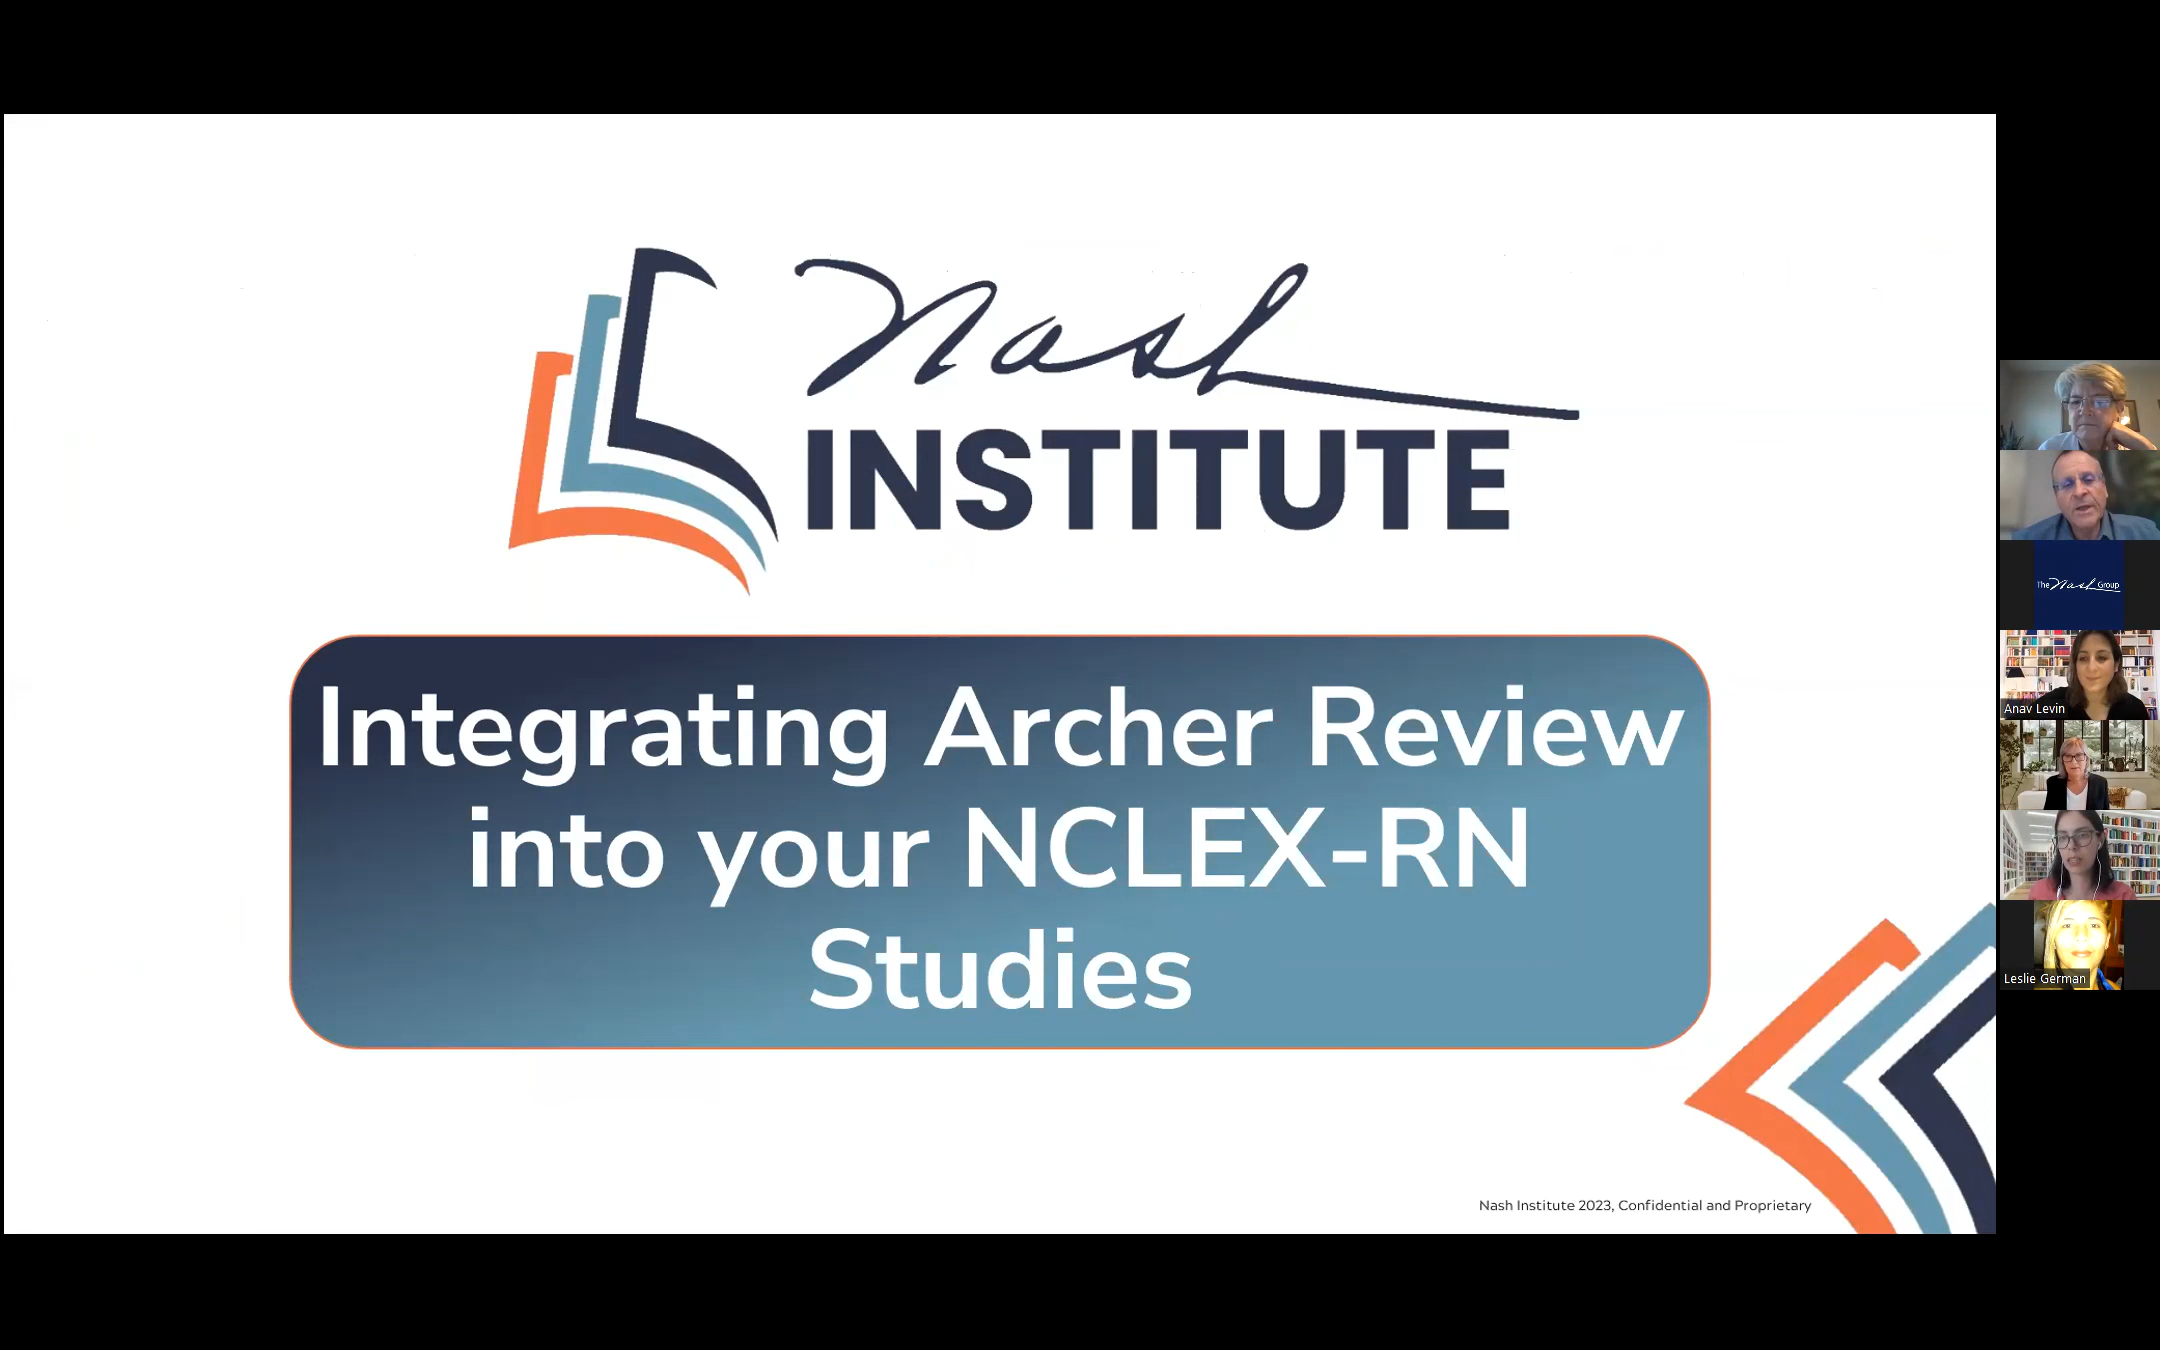 Nash
INSTITUTE
Integrating Archer Review
into your NCLEX-RN
Studies
Nash Institute 2023, Confidential and Proprietary
The Nash Group
Anav Levin
Leslie German